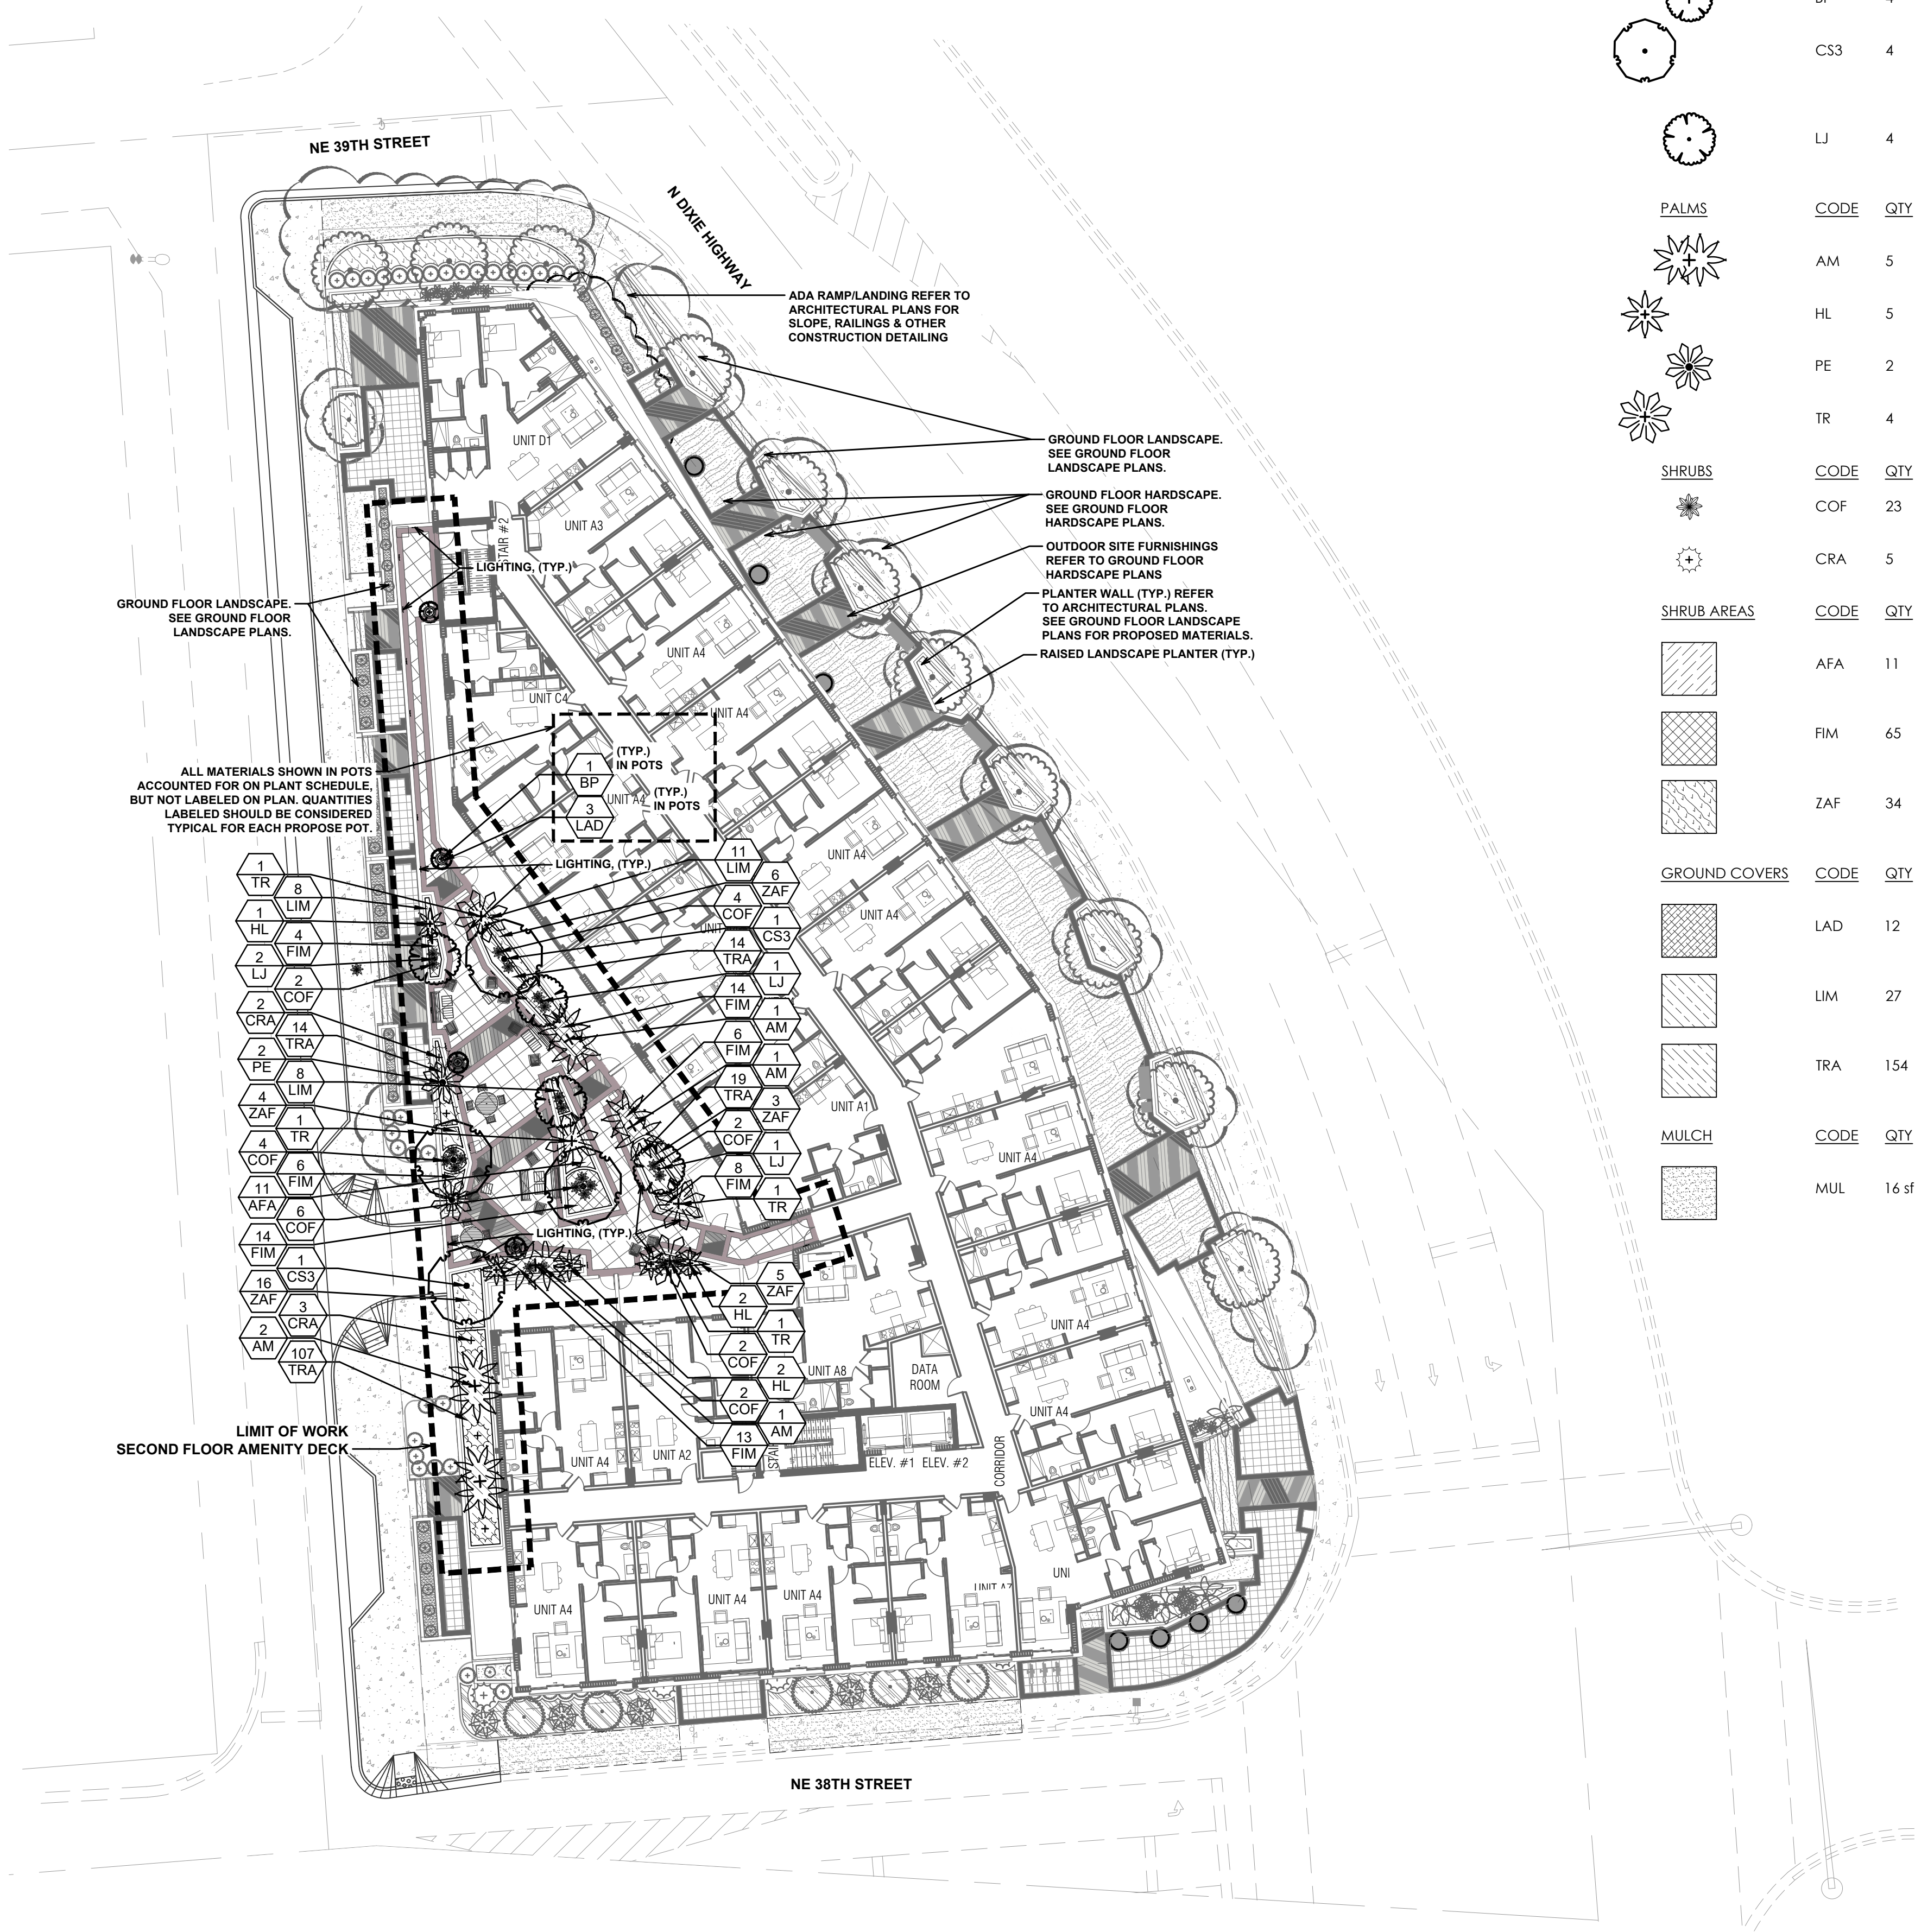 NE 39TH STREET
N DIXIE HIGHWAY
ADA RAMP/LANDING REFER TO
ARCHITECTURAL PLANS FOR
SLOPE, RAILINGS & OTHER
CONSTRUCTION DETAILING
GROUND FLOOR LANDSCAPE.
SEE GROUND FLOOR
LANDSCAPE PLANS.
GROUND FLOOR HARDSCAPE.
SEE GROUND FLOOR
HARDSCAPE PLANS.
OUTDOOR SITE FURNISHINGS
REFER TO GROUND FLOOR
HARDSCAPE PLANS
PLANTER WALL (TYP.) REFER
TO ARCHITECTURAL PLANS.
SEE GROUND FLOOR LANDSCAPE
PLANS FOR PROPOSED MATERIALS.
RAISED LANDSCAPE PLANTER (TYP.)
UNIT D1
UNIT A3
STAIR #2
LIGHTING, (TYP.)
GROUND FLOOR LANDSCAPE.
SEE GROUND FLOOR
LANDSCAPE PLANS.
UNIT A4
UNIT C4
UNIT A4
ALL MATERIALS SHOWN IN POTS
ACCOUNTED FOR ON PLANT SCHEDULE,
BUT NOT LABELED ON PLAN. QUANTITIES
LABELED SHOULD BE CONSIDERED
TYPICAL FOR EACH PROPOSE POT.
(TYP.)
IN POTS
1
BP
UNIT A4
(TYP.)
IN POTS
3
LAD
LIGHTING, (TYP.)
UNIT A4
UNIT A4
UNIT
1
TR
8
LIM
1
HL
4
FIM
2
LJ
2
COF
2
CRA
14
TRA
2
PE
8
LIM
4
ZAF
1
TR
4
COF
6
FIM
11
AFA
6
COF
14
FIM
1
CS3
16
ZAF
3
CRA
2
AM
107
TRA
11
LIM
6
ZAF
4
COF
1
CS3
14
TRA
1
LJ
14
FIM
1
AM
6
FIM
1
AM
19
TRA
3
ZAF
2
COF
1
LJ
8
FIM
1
TR
LIGHTING, (TYP.)
5
ZAF
2
HL
1
TR
2
COF
2
HL
2
COF
1
AM
13
FIM
UNIT A1
UNIT A4
UNIT A4
UNIT A8
DATA
ROOM
UNIT A4
LIMIT OF WORK
SECOND FLOOR AMENITY DECK
UNIT A4
UNIT A2
STAI
ELEV. #1
ELEV. #2
CORRIDOR
UNI
UNIT A4
UNIT A4
UNIT A4
NE 38TH STREET
CS3 4
LJ 4
PALMS CODE QTY
AM 5
HL 5
PE 2
TR 4
SHRUBS CODE QTY
COF 23
CRA 5
SHRUB AREAS CODE QTY
AFA 11
FIM 65
ZAF 34
GROUND COVERS CODE QTY
LAD 12
LIM 27
TRA 154
MULCH CODE QTY
MUL 16 sf